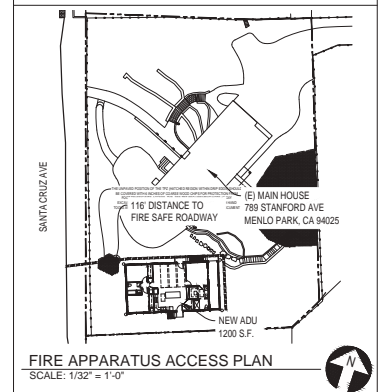 SANTA CRUZ AVE
116' DISTANCE TO
FIRE SAFE ROADWAY
(E) MAIN HOUSE
789 STANFORD AVE
MENLO PARK, CA 94025
NEW ADU
1200 S.F.
FIRE APPARATUS ACCESS PLAN
SCALE: 1/32" = 1'-0"
N